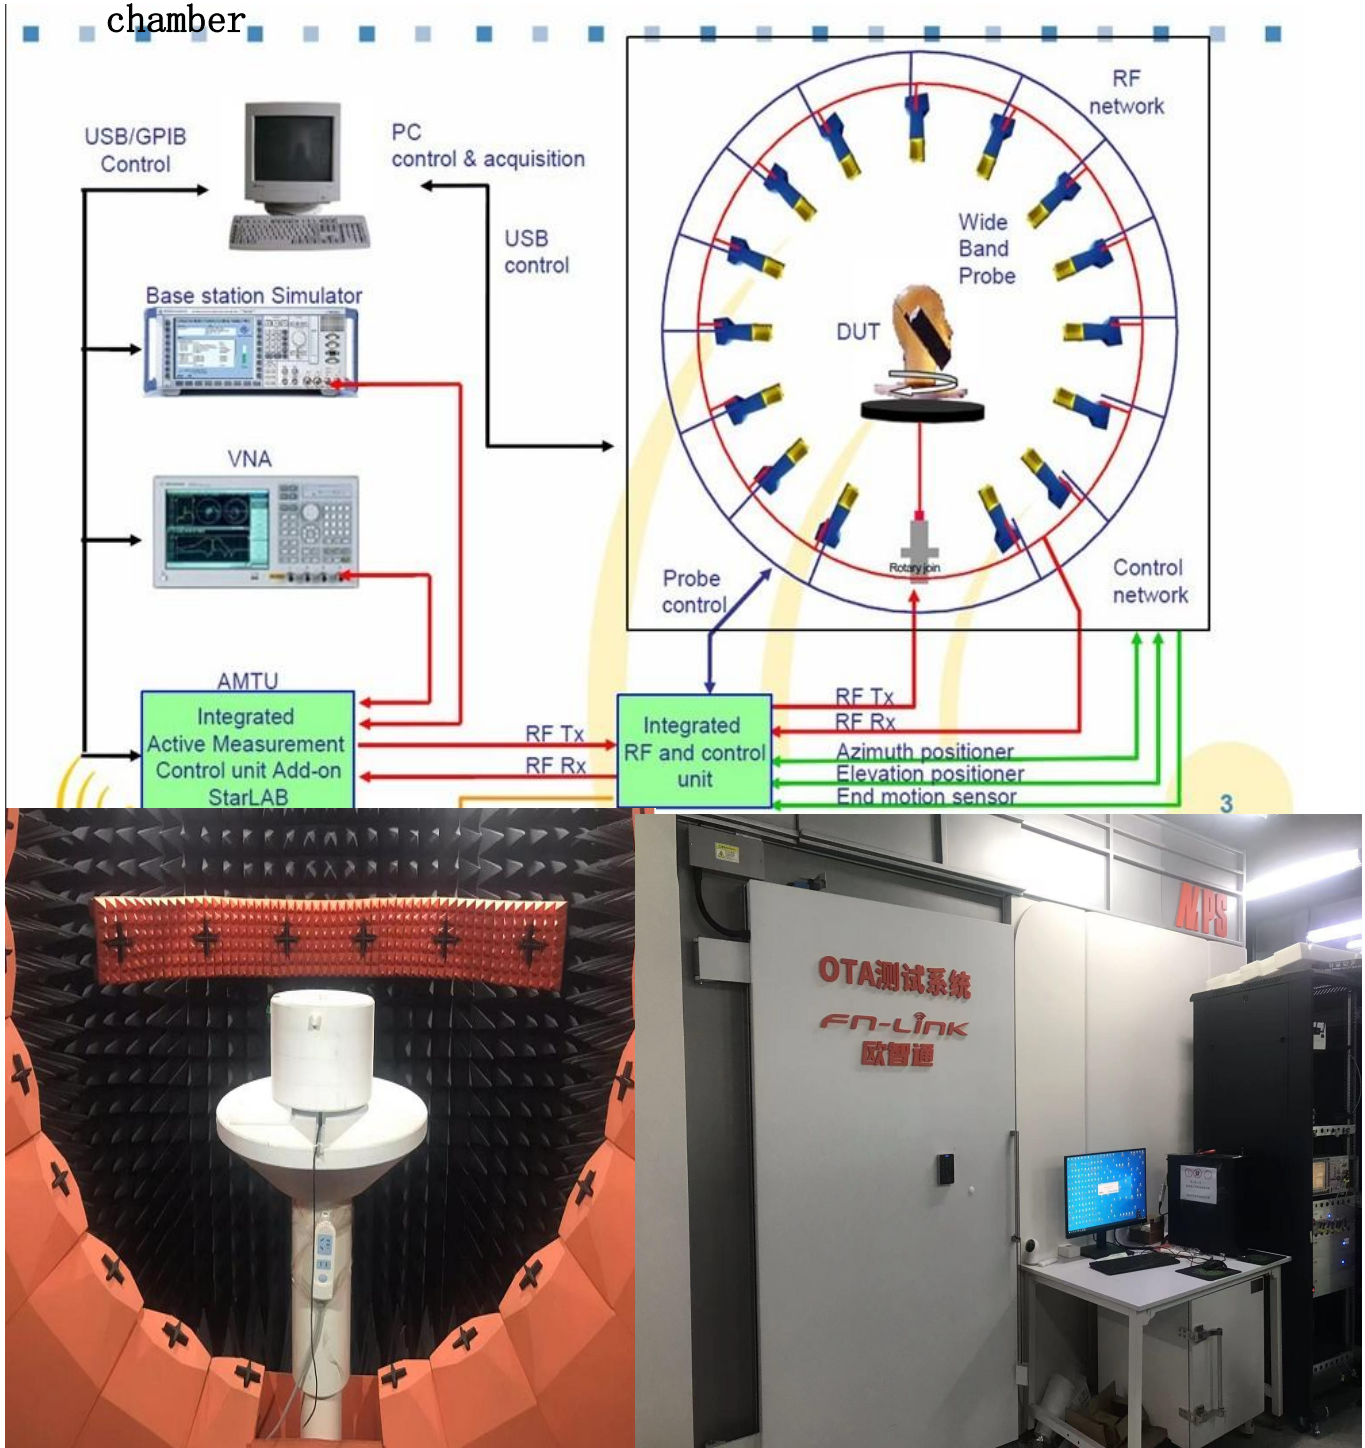 chamber
USB/GPIB
Control
PC
control & acquisition
USB
control
Base station Simulator
VNA
AMTU
Integrated
Active Measurement
Control unit Add-on
StarLAB
RF Tx
RF Rx
RF
network
Wide
Band
Probe
DUT
Rotary join
Probe
control
Control
network
Integrated
RF and control
unit
RF Tx
RF Rx
Azimuth positioner
Elevation positioner
End motion sensor
3
OTA测试系统
FN-LINK
欧智通
MPS